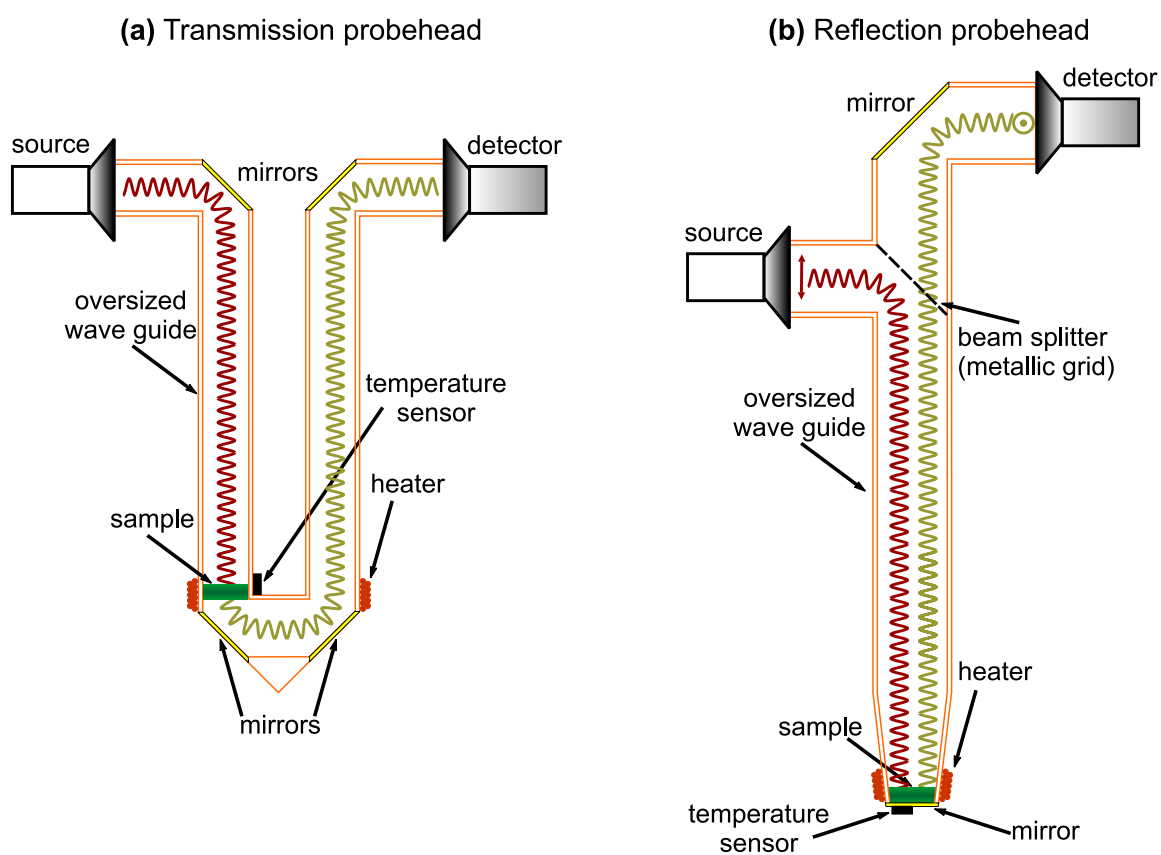 (a) Transmission probehead
source
mirrors
detector
oversized
wave guide
temperature
sensor
sample
heater
mirrors
(b) Reflection probehead
detector
mirror
source
beam splitter
(metallic grid)
oversized
wave guide
heater
sample
temperature
sensor
mirror